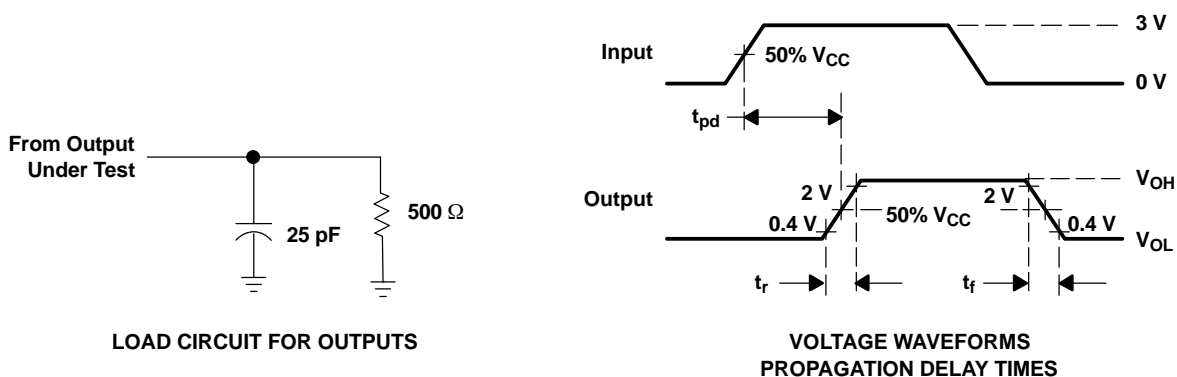 From Output
Under Test
25 pF
500 Ω
LOAD CIRCUIT FOR OUTPUTS
Input
50% VCC
3 V
0 V
tpd
Output
2 V
0.4 V
50% VCC
2 V
0.4 V
VOH
VOL
tr
tf
VOLTAGE WAVEFORMS
PROPAGATION DELAY TIMES